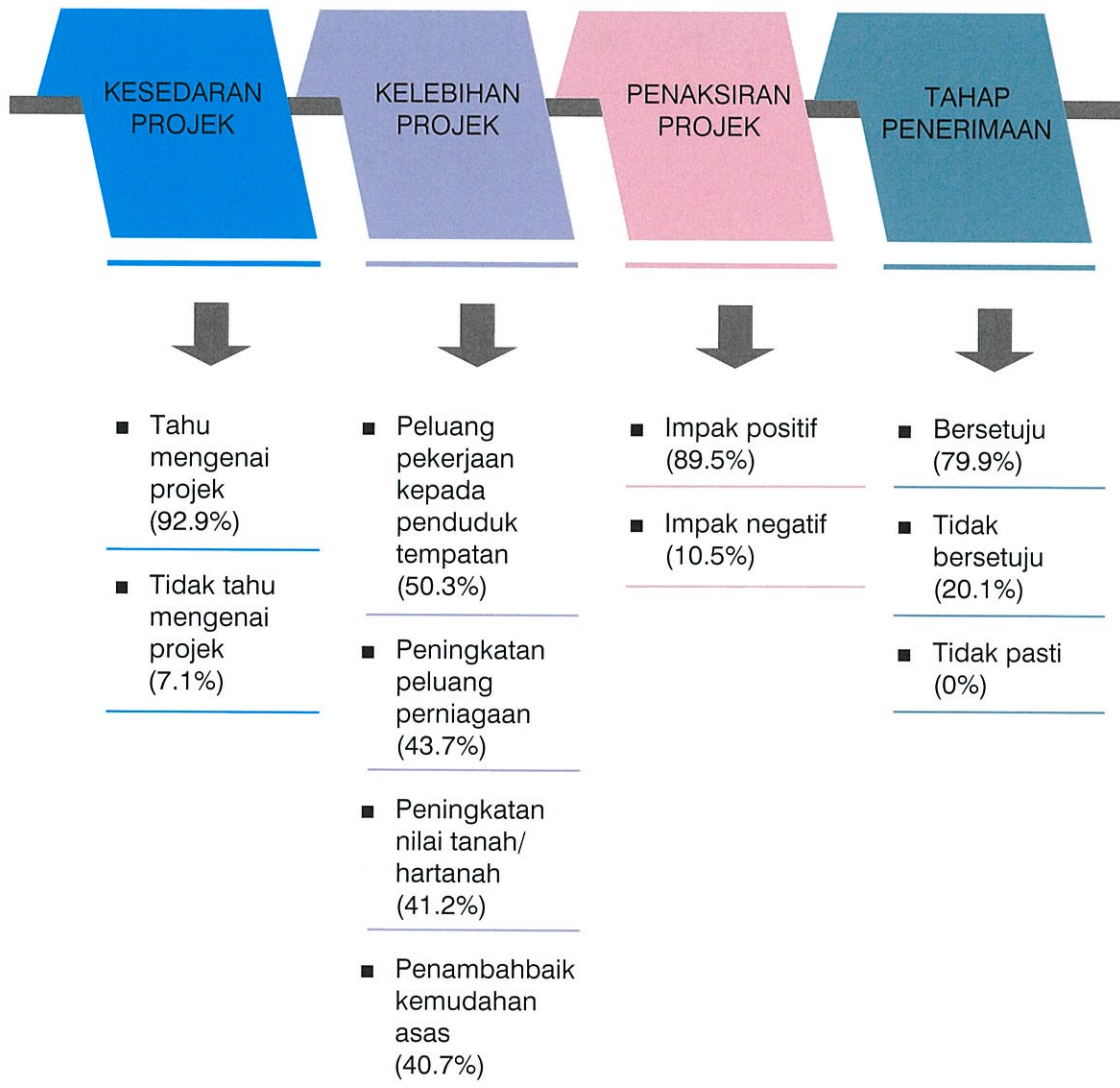 KESEDARAN
PROJEK
KELEBIHAN
PROJEK
PENAKSIRAN
PROJEK
TAHAP
PENERIMAAN
■ Tahu
mengenai
projek
(92.9%)
■ Tidak tahu
mengenai
projek
(7.1%)
■ Peluang
pekerjaan
kepada
penduduk
tempatan
(50.3%)
■ Peningkatan
peluang
perniagaan
(43.7%)
■ Peningkatan
nilai tanah/
hartanah
(41.2%)
■ Penambahbaik
kemudahan
asas
(40.7%)
■ Impak positif
(89.5%)
■ Impak negatif
(10.5%)
■ Bersetuju
(79.9%)
■ Tidak
bersetuju
(20.1%)
■ Tidak pasti
(0%)